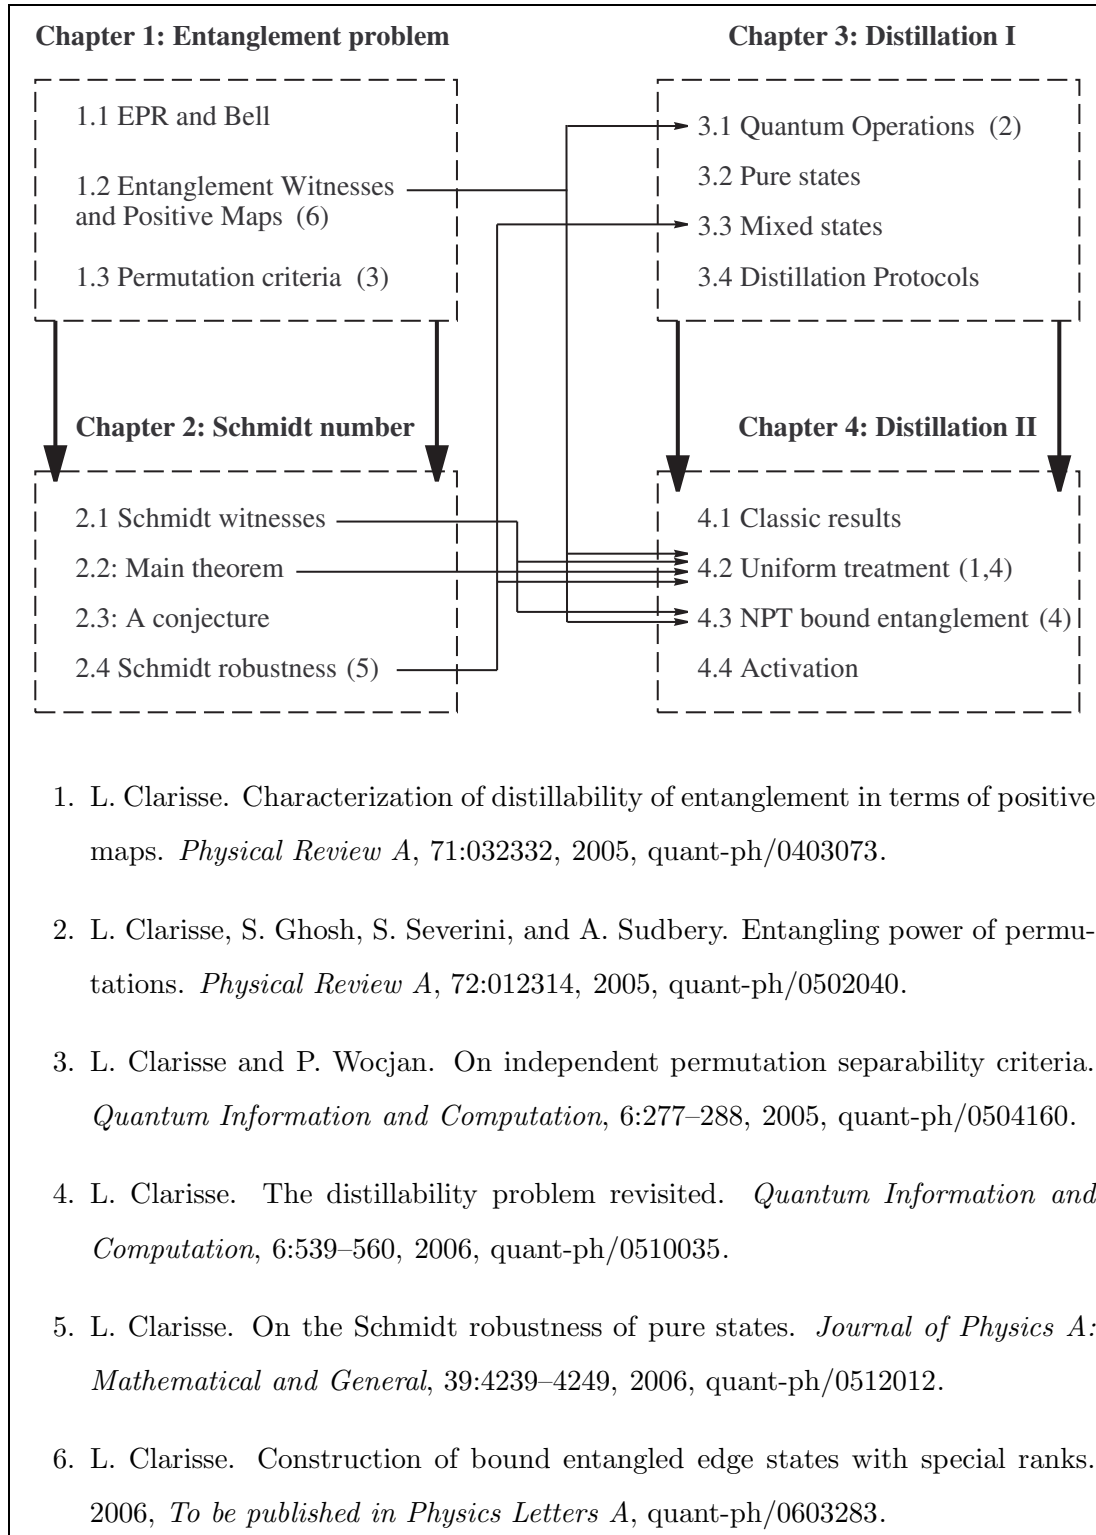 Chapter 1: Entanglement problem
1.1 EPR and Bell
1.2 Entanglement Witnesses
and Positive Maps (6)
1.3 Permutation criteria (3)
Chapter 2: Schmidt number
2.1 Schmidt witnesses
2.2: Main theorem
2.3: A conjecture
2.4 Schmidt robustness (5)
Chapter 3: Distillation I
3.1 Quantum Operations (2)
3.2 Pure states
3.3 Mixed states
3.4 Distillation Protocols
Chapter 4: Distillation II
4.1 Classic results
4.2 Uniform treatment (1,4)
4.3 NPT bound entanglement (4)
4.4 Activation
1. L. Clarisse. Characterization of distillability of entanglement in terms of positive
maps. Physical Review A, 71:032332, 2005, quant-ph/0403073.
2. L. Clarisse, S. Ghosh, S. Severini, and A. Sudbery. Entangling power of permu-
tations. Physical Review A, 72:012314, 2005, quant-ph/0502040.
3. L. Clarisse and P. Wocjan. On independent permutation separability criteria.
Quantum Information and Computation, 6:277–288, 2005, quant-ph/0504160.
4. L. Clarisse. The distillability problem revisited. Quantum Information and
Computation, 6:539–560, 2006, quant-ph/0510035.
5. L. Clarisse. On the Schmidt robustness of pure states. Journal of Physics A:
Mathematical and General, 39:4239–4249, 2006, quant-ph/0512012.
6. L. Clarisse. Construction of bound entangled edge states with special ranks.
2006, To be published in Physics Letters A, quant-ph/0603283.